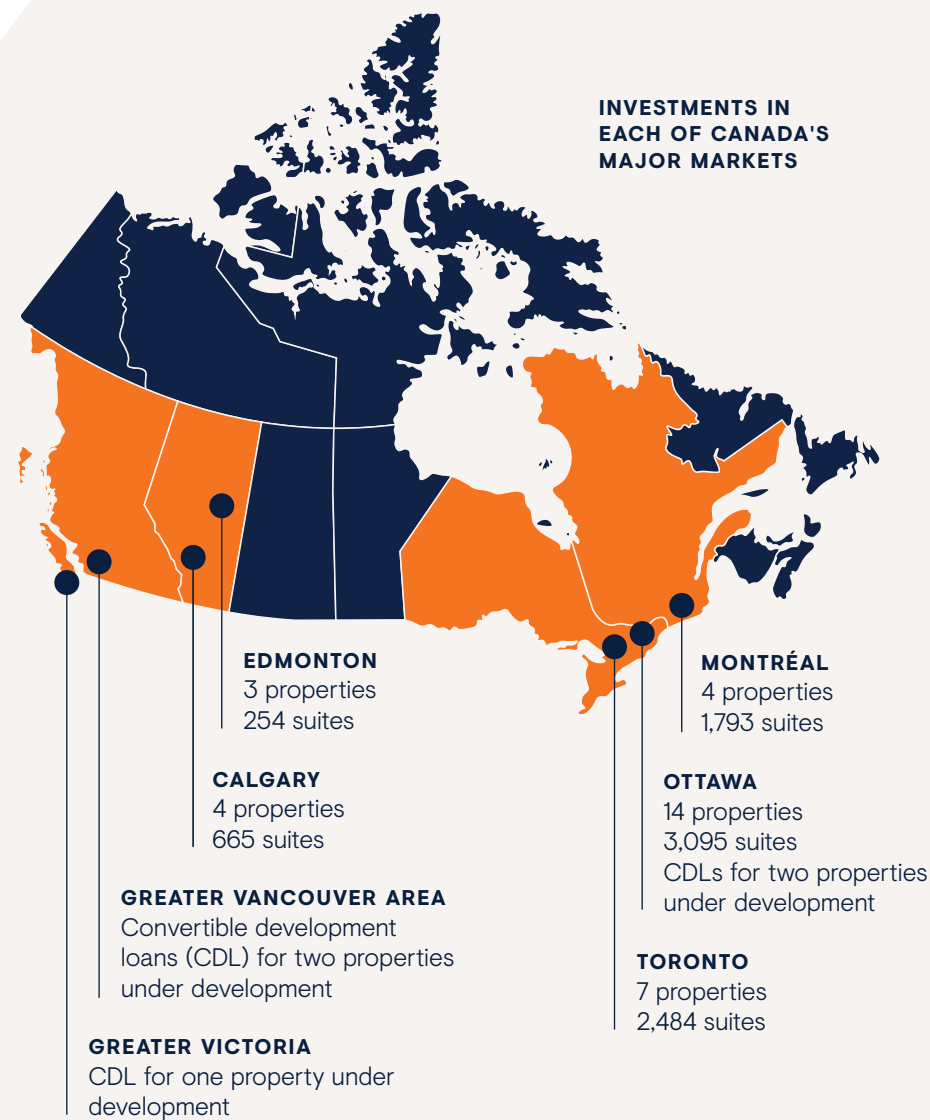 INVESTMENTS IN
EACH OF CANADA'S
MAJOR MARKETS
EDMONTON
3 properties
254 suites
CALGARY
4 properties
665 suites
GREATER VANCOUVER AREA
Convertible development
loans (CDL) for two properties
under development
GREATER VICTORIA
CDL for one property under
development
MONTRÉAL
4 properties
1,793 suites
OTTAWA
14 properties
3,095 suites
CDLs for two properties
under development
TORONTO
7 properties
2,484 suites